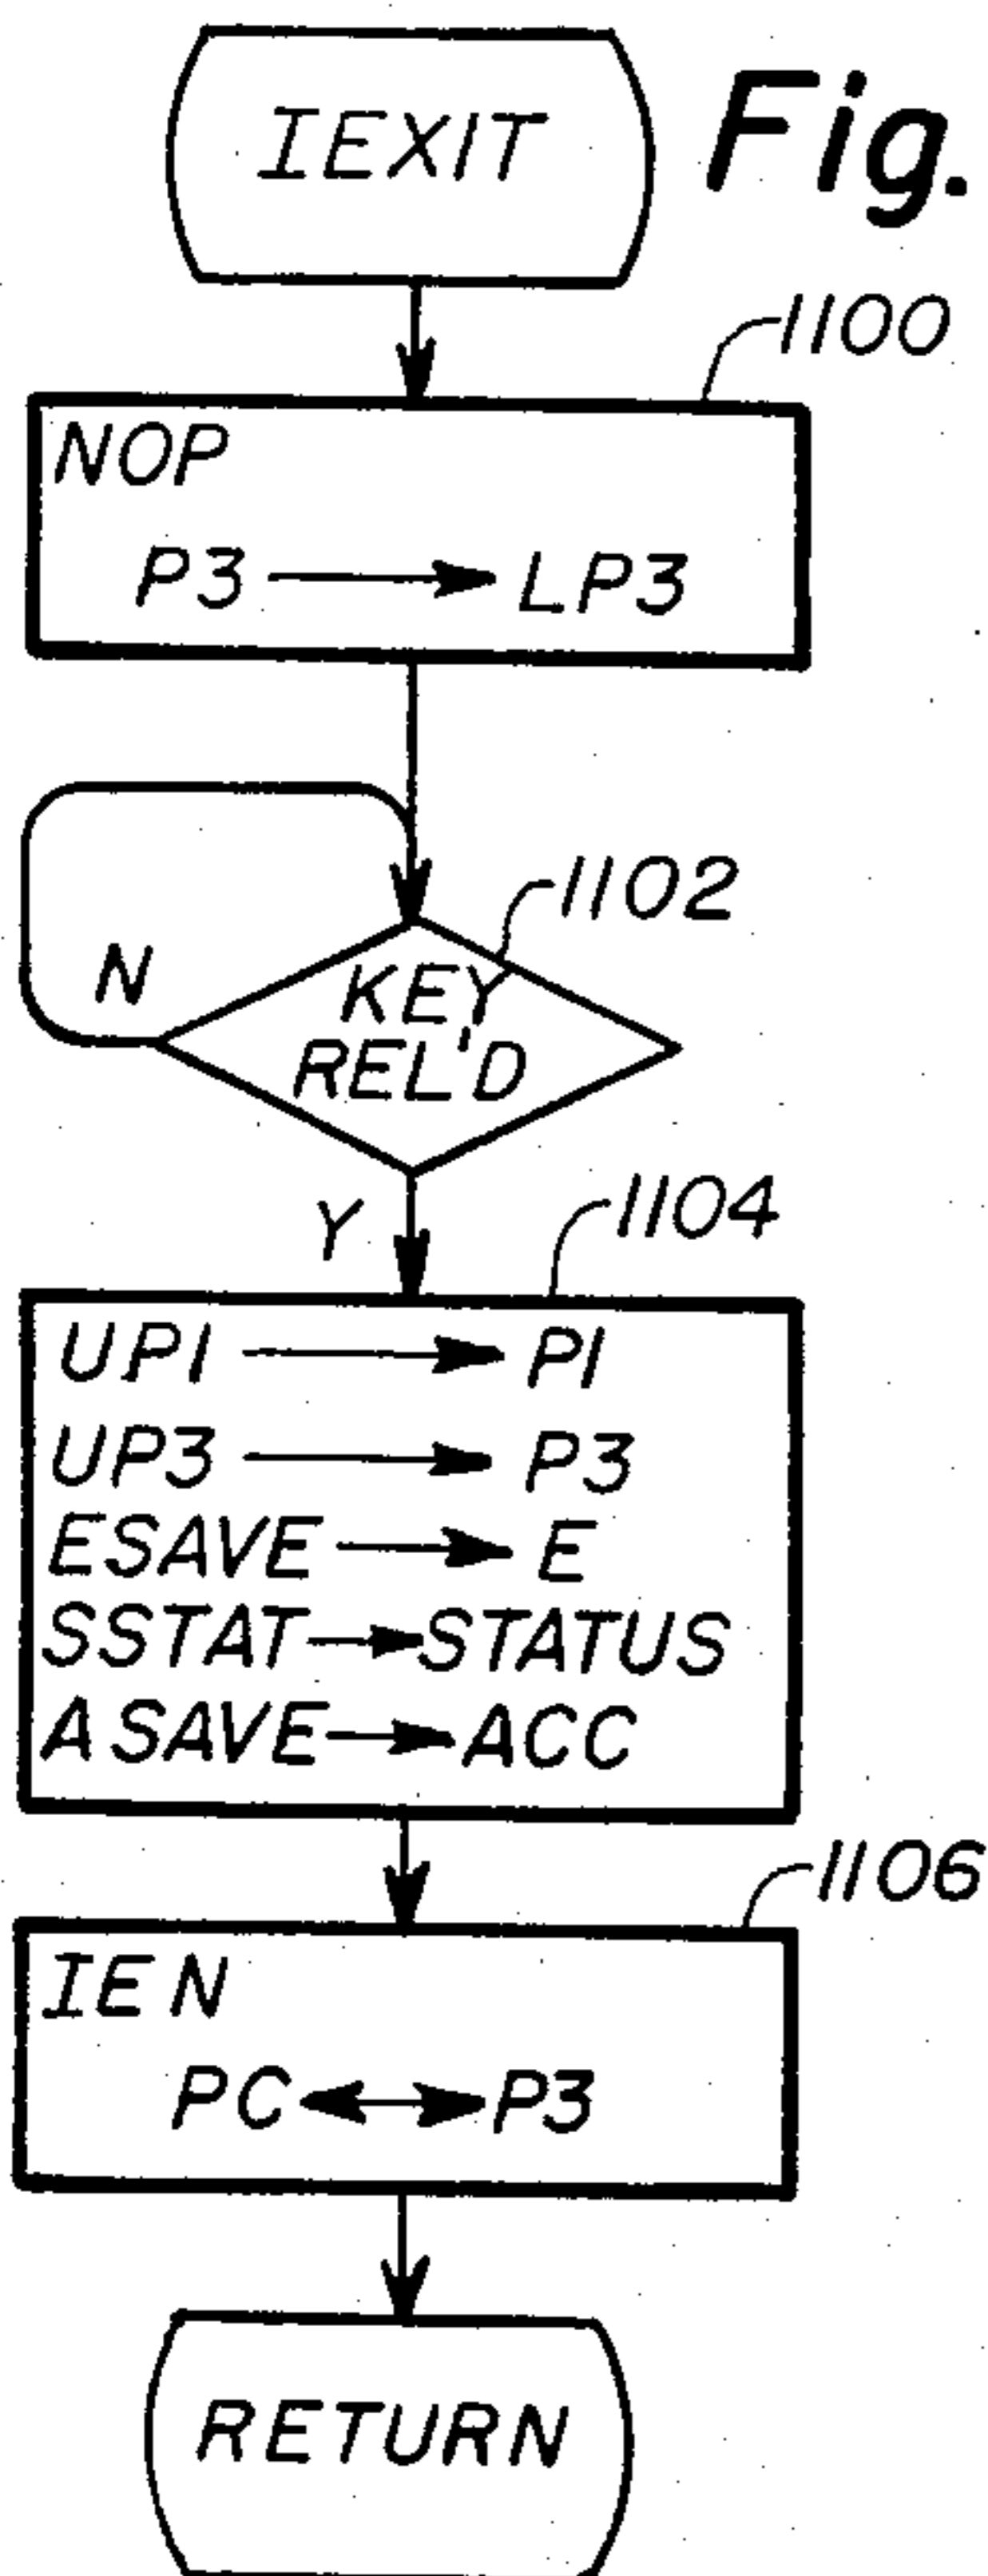 IEXIT
Fig.
1100
NOP
P3 → LP3
1102
N
KEY
REL'D
Y
1104
UP1 → P1
UP3 → P3
ESAVE → E
SSTAT → STATUS
ASAVE → ACC
1106
IEN
PC ↔ P3
RETURN